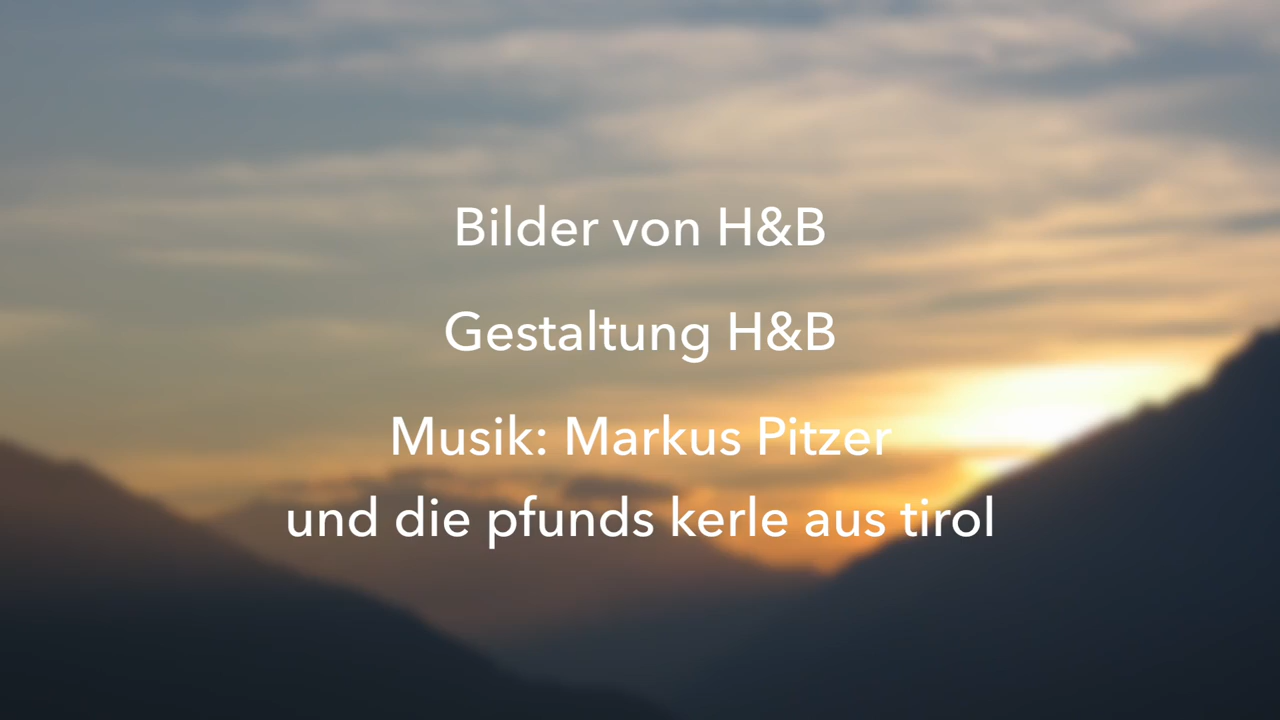 Bilder von H&B
Gestaltung H&B
Musik: Markus Pitzer
und die pfunds kerle aus tirol